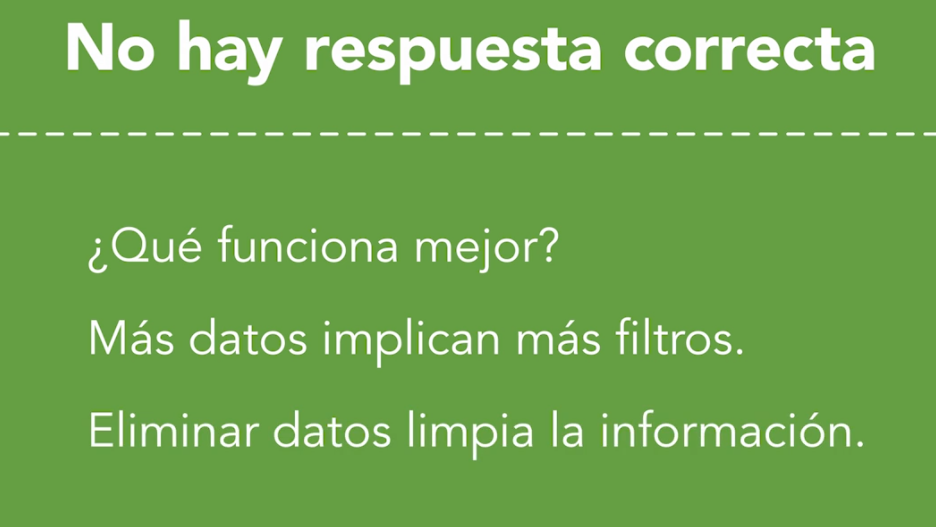 No hay respuesta correcta
¿Qué funciona mejor?
Más datos implican más filtros.
Eliminar datos limpia la información.